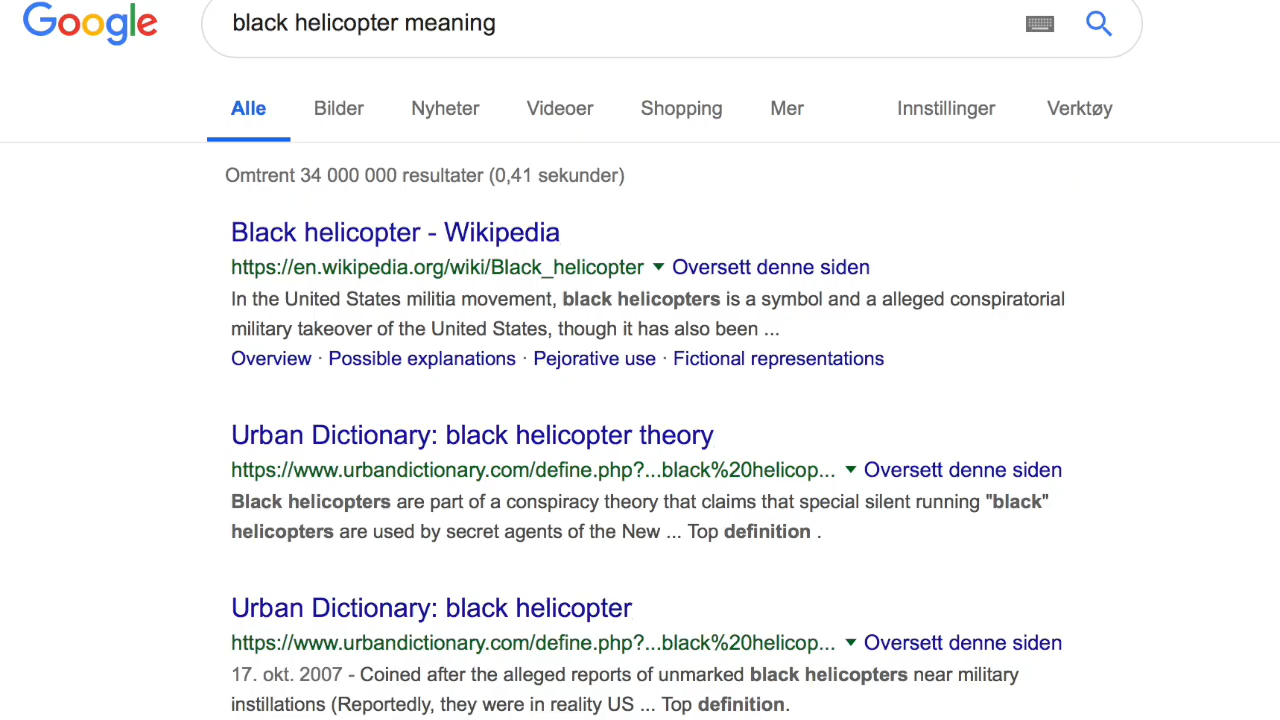 Google black helicopter meaning
Alle Bilder Nyheter Videoer Shopping Mer Innstillinger Verktøy
Omtrent 34 000 000 resultater (0,41 sekunder)
Black helicopter - Wikipedia
https://en.wikipedia.org/wiki/Black_helicopter ▼ Oversett denne siden
In the United States militia movement, black helicopters is a symbol and a alleged conspiratorial
military takeover of the United States, though it has also been ...
Overview · Possible explanations · Pejorative use · Fictional representations
Urban Dictionary: black helicopter theory
https://www.urbandictionary.com/define.php?...black%20helicop... ▼ Oversett denne siden
Black helicopters are part of a conspiracy theory that claims that special silent running "black"
helicopters are used by secret agents of the New ... Top definition .
Urban Dictionary: black helicopter
https://www.urbandictionary.com/define.php?...black%20helicop... ▼ Oversett denne siden
17. okt. 2007 - Coined after the alleged reports of unmarked black helicopters near military
instillations (Reportedly, they were in reality US ... Top definition.